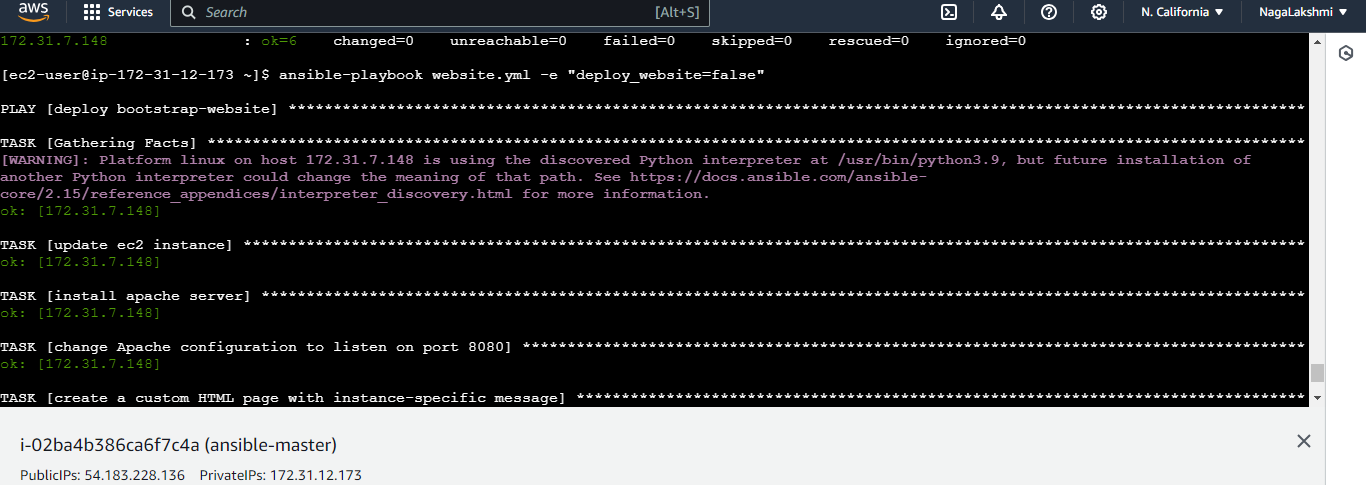 aws Services Search [Alt+S] N. California NagaLakshmi
172.31.7.148 : ok=6 changed=0 unreachable=0 failed=0 skipped=0 rescued=0 ignored=0
[ec2-user@ip-172-31-12-173 ~]$ ansible-playbook website.yml -e "deploy_website=false"
PLAY [deploy bootstrap-website] ******************************************************************************************************************
TASK [Gathering Facts] ***************************************************************************************************************************
[WARNING]: Platform linux on host 172.31.7.148 is using the discovered Python interpreter at /usr/bin/python3.9, but future installation of
another Python interpreter could change the meaning of that path. See https://docs.ansible.com/ansible-
core/2.15/reference_appendices/interpreter_discovery.html for more information.
ok: [172.31.7.148]
TASK [update ec2 instance] ***********************************************************************************************************************
ok: [172.31.7.148]
TASK [install apache server] *********************************************************************************************************************
ok: [172.31.7.148]
TASK [change Apache configuration to listen on port 8080] ****************************************************************************************
ok: [172.31.7.148]
TASK [create a custom HTML page with instance-specific message] **********************************************************************************
i-02ba4b386ca6f7c4a (ansible-master)
PublicIPs: 54.183.228.136 PrivateIPs: 172.31.12.173